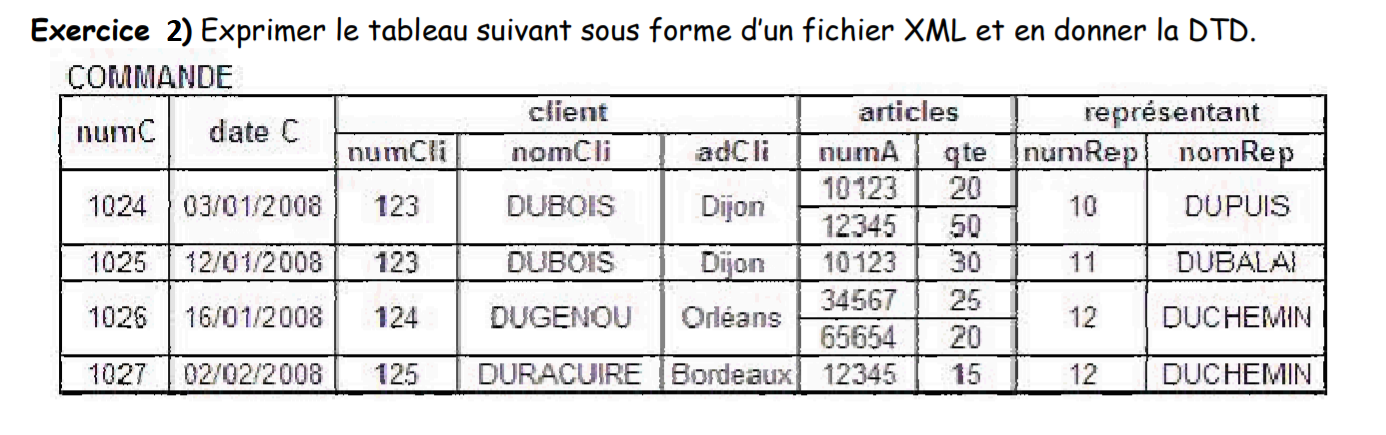 Exercice 2) Exprimer le tableau suivant sous forme d'un fichier XML et en donner la DTD.
COMMANDE
numC date C client articles représentant
numCli nomCli adCli numA qte numRep nomRep
1024 03/01/2008 123 DUBOIS Dijon 10123 20 10 DUPUIS
12345 50
1025 12/01/2008 123 DUBOIS Dijon 10123 30 11 DUBALAI
1026 16/01/2008 124 DUGENOU Orléans 34567 25 12 DUCHEMIN
65654 20
1027 02/02/2008 125 DURACUIRE Bordeaux 12345 15 12 DUCHEMIN